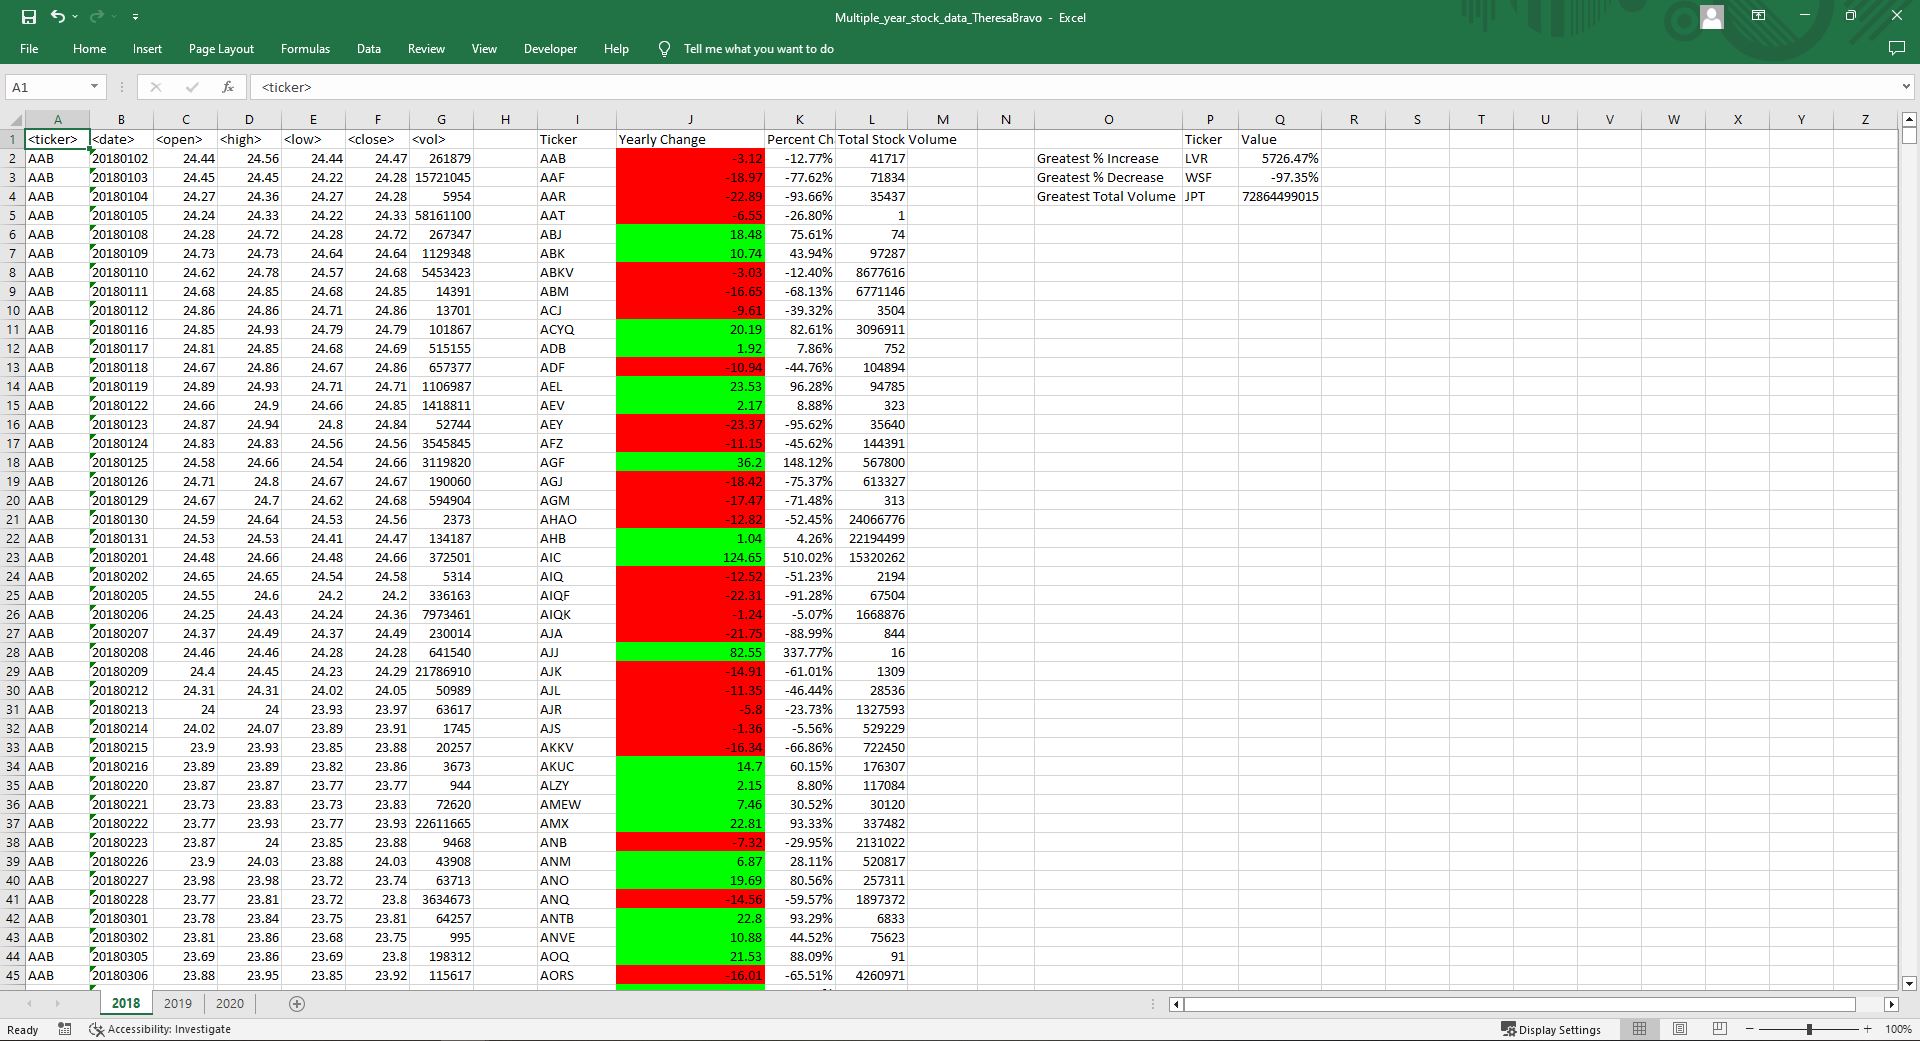 Multiple_year_stock_data_TheresaBravo - Excel
File Home Insert Page Layout Formulas Data Review View Developer Help Tell me what you want to do
A1 fx <ticker>
A B C D E F G H I J K L M N O P Q R S T U V W X Y Z
1 <ticker> <date> <open> <high> <low> <close> <vol> Ticker Yearly Change Percent Ch Total Stock Volume Ticker Value
2 AAB 20180102 24.44 24.56 24.44 24.47 261879 AAB -3.12 -12.77% 41717 Greatest % Increase LVR 5726.47%
3 AAB 20180103 24.45 24.45 24.22 24.28 15721045 AAF -18.97 -77.62% 71834 Greatest % Decrease WSF -97.35%
4 AAB 20180104 24.27 24.36 24.27 24.28 5954 AAR -22.89 -93.66% 35437 Greatest Total Volume JPT 72864499015
5 AAB 20180105 24.24 24.33 24.22 24.33 58161100 AAT -6.55 -26.80% 1
6 AAB 20180108 24.28 24.72 24.28 24.72 267347 ABJ 18.48 75.61% 74
7 AAB 20180109 24.73 24.73 24.64 24.64 1129348 ABK 10.74 43.94% 97287
8 AAB 20180110 24.62 24.78 24.57 24.68 5453423 ABKV -3.03 -12.40% 8677616
9 AAB 20180111 24.68 24.85 24.68 24.85 14391 ABM -16.65 -68.13% 6771146
10 AAB 20180112 24.86 24.86 24.71 24.86 13701 ACJ -9.61 -39.32% 3504
11 AAB 20180116 24.85 24.93 24.79 24.79 101867 ACYQ 20.19 82.61% 3096911
12 AAB 20180117 24.81 24.85 24.68 24.69 515155 ADB 1.92 7.86% 752
13 AAB 20180118 24.67 24.86 24.67 24.86 657377 ADF -10.94 -44.76% 104894
14 AAB 20180119 24.89 24.93 24.71 24.71 1106987 AEL 23.53 96.28% 94785
15 AAB 20180122 24.66 24.9 24.66 24.85 1418811 AEV 2.17 8.88% 323
16 AAB 20180123 24.87 24.94 24.8 24.84 52744 AEY -23.37 -95.62% 35640
17 AAB 20180124 24.83 24.83 24.56 24.56 3545845 AFZ -11.15 -45.62% 144391
18 AAB 20180125 24.58 24.66 24.54 24.66 3119820 AGF 36.2 148.12% 567800
19 AAB 20180126 24.71 24.8 24.67 24.67 190060 AGJ -18.42 -75.37% 613327
20 AAB 20180129 24.67 24.7 24.62 24.68 594904 AGM -17.47 -71.48% 313
21 AAB 20180130 24.59 24.64 24.53 24.56 2373 AHAO -12.82 -52.45% 24066776
22 AAB 20180131 24.53 24.53 24.41 24.47 134187 AHB 1.04 4.26% 22194499
23 AAB 20180201 24.48 24.66 24.48 24.66 372501 AIC 124.65 510.02% 15320262
24 AAB 20180202 24.65 24.65 24.54 24.58 5314 AIQ -12.52 -51.23% 2194
25 AAB 20180205 24.55 24.6 24.2 24.2 336163 AIQF -22.31 -91.28% 67504
26 AAB 20180206 24.25 24.43 24.24 24.36 7973461 AIQK -1.24 -5.07% 1668876
27 AAB 20180207 24.37 24.49 24.37 24.49 230014 AJA -21.75 -88.99% 844
28 AAB 20180208 24.46 24.46 24.28 24.28 641540 AJJ 82.55 337.77% 16
29 AAB 20180209 24.4 24.45 24.23 24.29 21786910 AJK -14.91 -61.01% 1309
30 AAB 20180212 24.31 24.31 24.02 24.05 50989 AJL -11.35 -46.44% 28536
31 AAB 20180213 24 24 23.93 23.97 63617 AJR -5.8 -23.73% 1327593
32 AAB 20180214 24.02 24.07 23.89 23.91 1745 AJS -1.36 -5.56% 529229
33 AAB 20180215 23.9 23.93 23.85 23.88 20257 AKKV -16.34 -66.86% 722450
34 AAB 20180216 23.89 23.89 23.82 23.86 3673 AKUC 14.7 60.15% 176307
35 AAB 20180220 23.87 23.87 23.77 23.77 944 ALZY 2.15 8.80% 117084
36 AAB 20180221 23.73 23.83 23.73 23.83 72620 AMEW 7.46 30.52% 30120
37 AAB 20180222 23.77 23.93 23.77 23.93 22611665 AMX 22.81 93.33% 337482
38 AAB 20180223 23.87 24 23.85 23.88 9468 ANB -7.32 -29.95% 2131022
39 AAB 20180226 23.9 24.03 23.88 24.03 43908 ANM 6.87 28.11% 520817
40 AAB 20180227 23.98 23.98 23.72 23.74 63713 ANO 19.69 80.56% 257311
41 AAB 20180228 23.77 23.81 23.72 23.8 3634673 ANQ -14.56 -59.57% 1897372
42 AAB 20180301 23.78 23.84 23.75 23.81 64257 ANTB 22.8 93.29% 6833
43 AAB 20180302 23.81 23.86 23.68 23.75 995 ANVE 10.88 44.52% 75623
44 AAB 20180305 23.69 23.86 23.69 23.8 198312 AOQ 21.53 88.09% 91
45 AAB 20180306 23.88 23.95 23.85 23.92 115617 AORS -16.01 -65.51% 4260971
2018 2019 2020
Ready Accessibility: Investigate Display Settings 100%